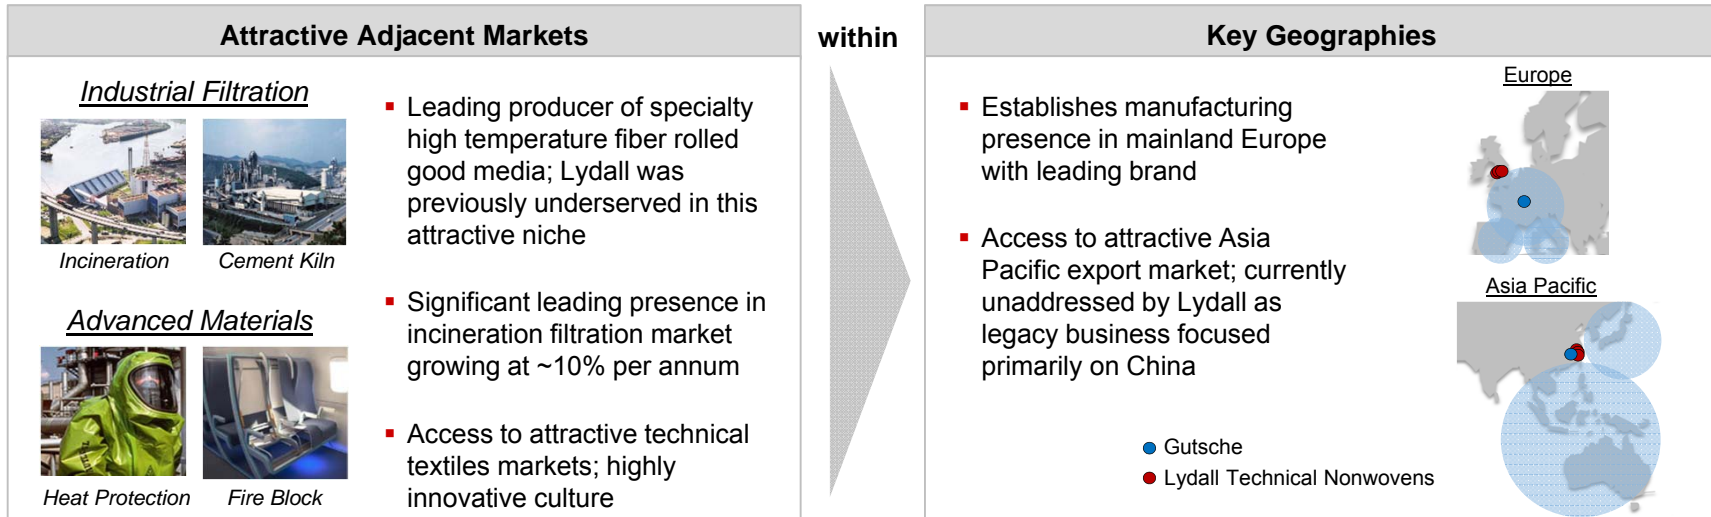 Attractive Adjacent Markets
Industrial Filtration
Incineration
Cement Kiln
Advanced Materials
Heat Protection
Fire Block
▪ Leading producer of specialty
high temperature fiber rolled
good media; Lydall was
previously underserved in this
attractive niche
▪ Significant leading presence in
incineration filtration market
growing at ~10% per annum
▪ Access to attractive technical
textiles markets; highly
innovative culture
within
Key Geographies
▪ Establishes manufacturing
presence in mainland Europe
with leading brand
▪ Access to attractive Asia
Pacific export market; currently
unaddressed by Lydall as
legacy business focused
primarily on China
Europe
Asia Pacific
Gutsche
Lydall Technical Nonwovens